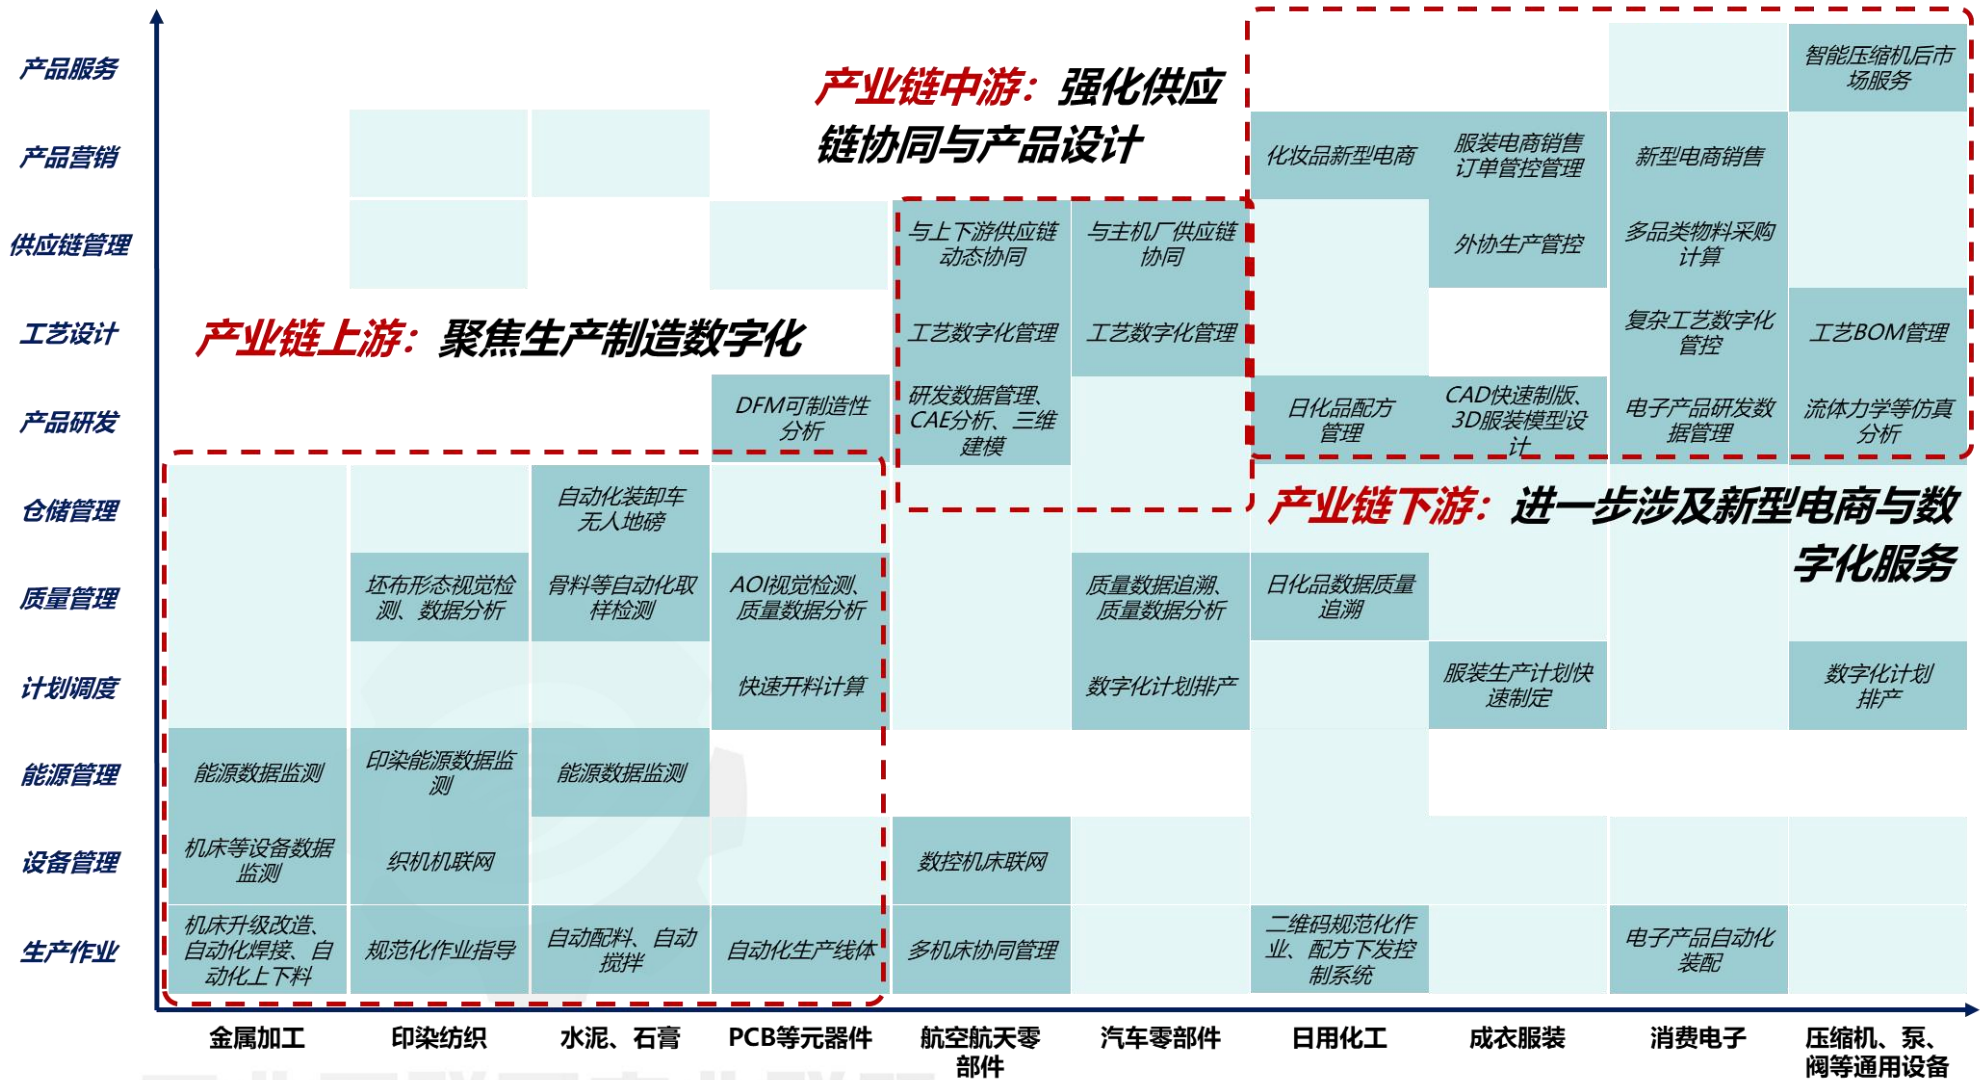 产品服务
智能压缩机后市
场服务
产业链中游：强化供应
链协同与产品设计
产品营销
化妆品新型电商
服装电商销售
订单管控管理
新型电商销售
供应链管理
与上下游供应链
动态协同
与主机厂供应链
协同
外协生产管控
多品类物料采购
计算
产业链上游：聚焦生产制造数字化
工艺设计
工艺数字化管理
工艺数字化管理
复杂工艺数字化
管控
工艺BOM管理
产品研发
DFM可制造性
分析
研发数据管理、
CAE分析、三维
建模
日化品配方
管理
CAD快速制版、
3D服装模型设
计
电子产品研发数
据管理
流体力学等仿真
分析
仓储管理
自动化装卸车
无人地磅
产业链下游：进一步涉及新型电商与数
字化服务
质量管理
坯布形态视觉检
测、数据分析
骨料等自动化取
样检测
AOI视觉检测、
质量数据分析
质量数据追溯、
质量数据分析
日化品数据质量
追溯
计划调度
快速开料计算
数字化计划排产
服装生产计划快
速制定
数字化计划
排产
能源管理
能源数据监测
印染能源数据监
测
能源数据监测
设备管理
机床等设备数据
监测
织机机联网
数控机床联网
生产作业
机床升级改造、
自动化焊接、自
动化上下料
规范化作业指导
自动配料、自动
搅拌
自动化生产线体
多机床协同管理
二维码规范化作
业、配方下发控
制系统
电子产品自动化
装配
金属加工
印染纺织
水泥、石膏
PCB等元器件
航空航天零
部件
汽车零部件
日用化工
成衣服装
消费电子
压缩机、泵、
阀等通用设备